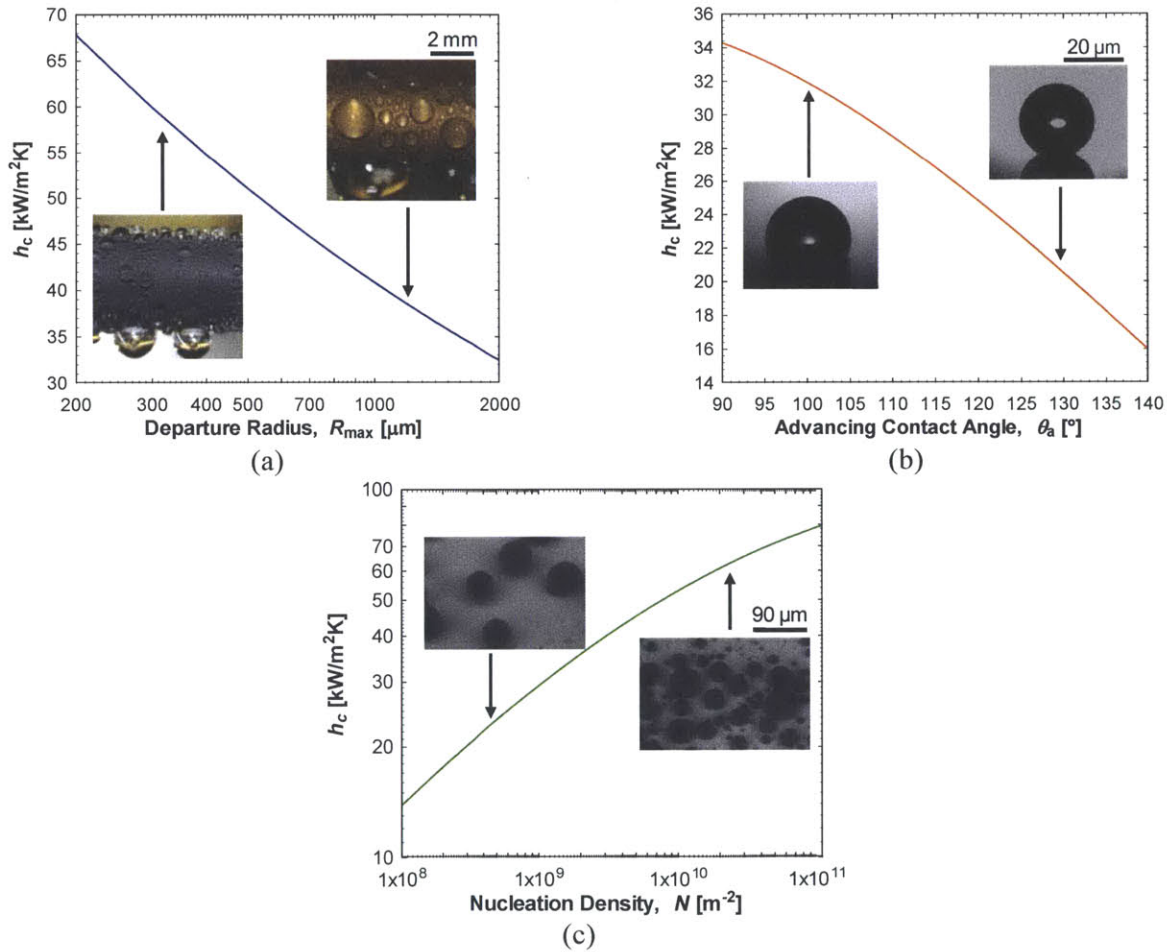 70
65
60
55
50
45
40
35
30
h_c [kW/m²K]
2 mm
200 300 400 500 700 1000 2000
Departure Radius, R_max [µm]
(a)
36
34
32
30
28
26
24
22
20
18
16
14
h_c [kW/m²K]
20 µm
90 95 100 105 110 115 120 125 130 135 140
Advancing Contact Angle, θ_a [°]
(b)
100
70
60
50
40
30
20
10
h_c [kW/m²K]
90 µm
1x10⁸ 1x10⁹ 1x10¹⁰ 1x10¹¹
Nucleation Density, N [m⁻²]
(c)